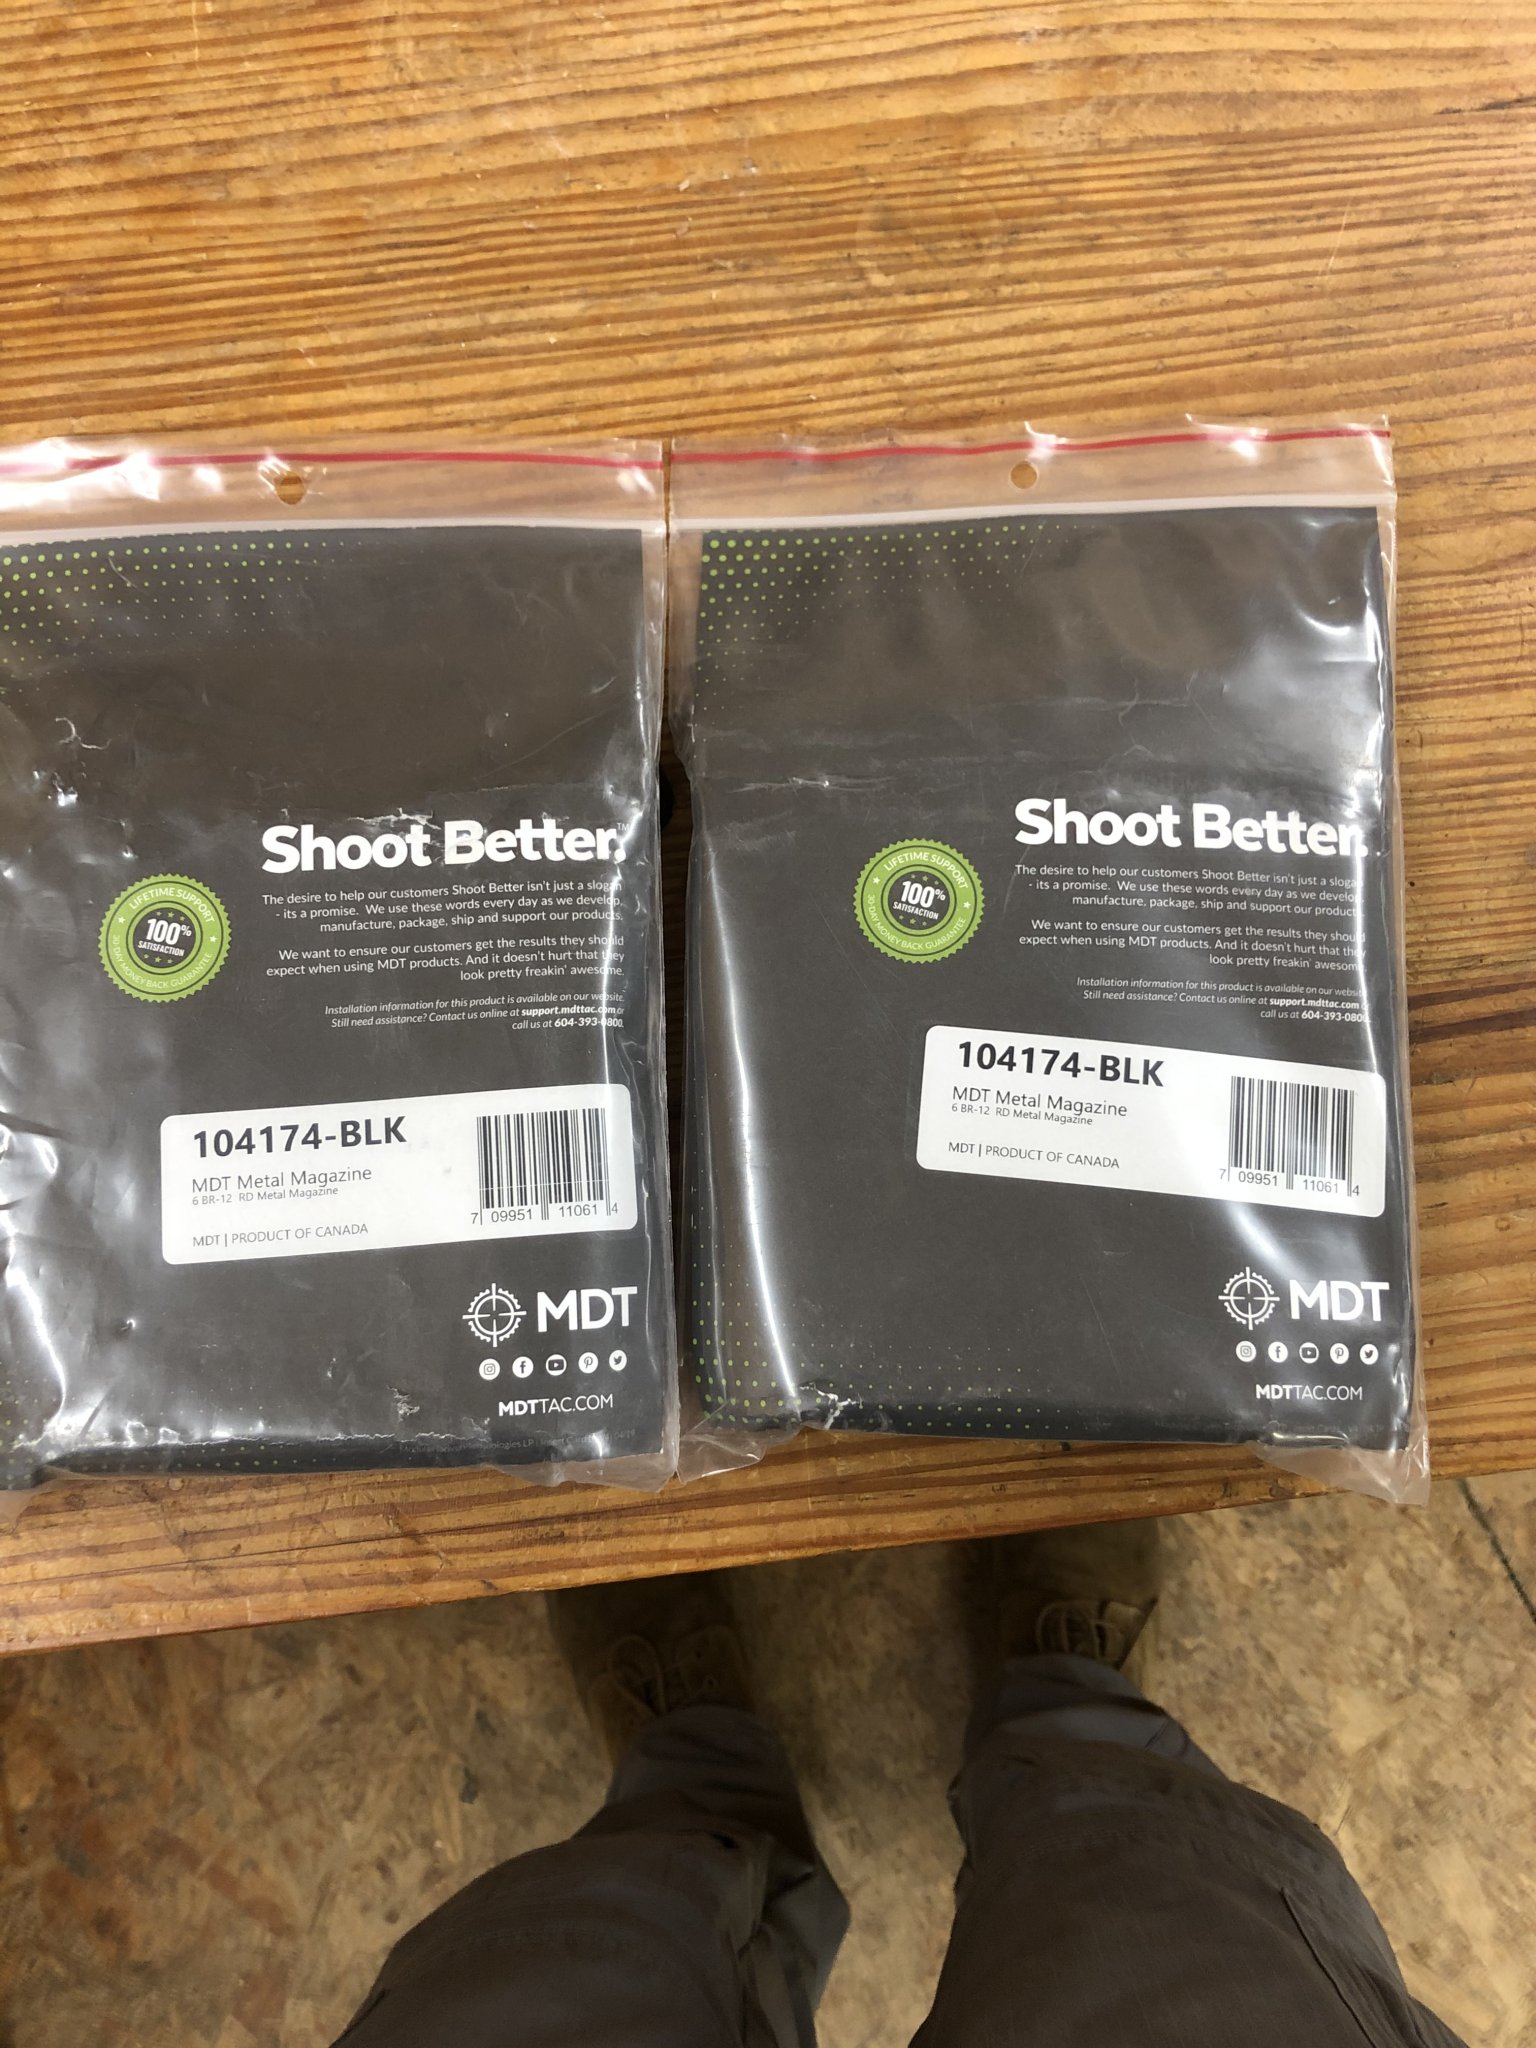 Shoot Better.™
The desire to help our customers Shoot Better isn't just a slogan
- its a promise. We use these words every day as we develop,
manufacture, package, ship and support our products.
We want to ensure our customers get the results they should
expect when using MDT products. And it doesn't hurt that they
look pretty freakin' awesome.
Installation information for this product is available on our website.
Still need assistance? Contact us online at support.mdttac.com or
call us at 604-393-0800.
LIFETIME SUPPORT
100%
SATISFACTION
30-DAY MONEY BACK GUARANTEE
104174-BLK
MDT Metal Magazine
6 BR-12 RD Metal Magazine
MDT | PRODUCT OF CANADA
7 09951 11061 4
MDT
MDTTAC.COM
Shoot Better.
The desire to help our customers Shoot Better isn't just a slogan
- its a promise. We use these words every day as we develop,
manufacture, package, ship and support our products.
We want to ensure our customers get the results they should
expect when using MDT products. And it doesn't hurt that they
look pretty freakin' awesome.
Installation information for this product is available on our website.
Still need assistance? Contact us online at support.mdttac.com or
call us at 604-393-0800.
LIFETIME SUPPORT
100%
SATISFACTION
30-DAY MONEY BACK GUARANTEE
104174-BLK
MDT Metal Magazine
6 BR-12 RD Metal Magazine
MDT | PRODUCT OF CANADA
7 09951 11061 4
MDT
MDTTAC.COM